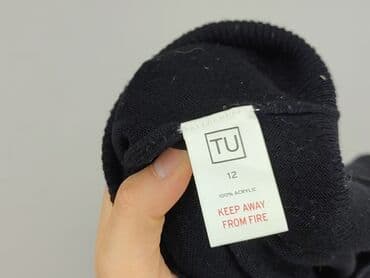 TU
12
100% ACRYLIC
KEEP AWAY
FROM FIRE